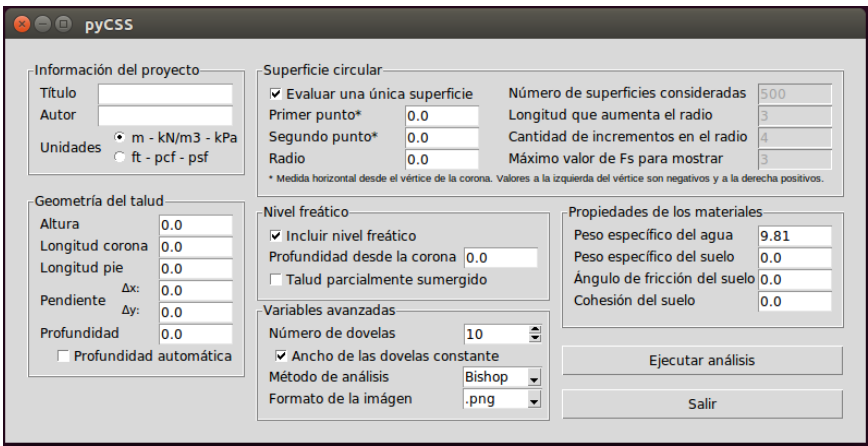 pyCSS
Información del proyecto
Título
Autor
Unidades
m - kN/m3 - kPa
ft - pcf - psf
Superficie circular
Evaluar una única superficie
Primer punto* 0.0
Segundo punto* 0.0
Radio 0.0
Número de superficies consideradas 500
Longitud que aumenta el radio 3
Cantidad de incrementos en el radio 4
Máximo valor de Fs para mostrar 3
* Medida horizontal desde el vértice de la corona. Valores a la izquierda del vértice son negativos y a la derecha positivos.
Geometría del talud
Altura 0.0
Longitud corona 0.0
Longitud pie 0.0
Pendiente
Δx: 0.0
Δy: 0.0
Profundidad 0.0
Profundidad automática
Nivel freático
Incluir nivel freático
Profundidad desde la corona 0.0
Talud parcialmente sumergido
Variables avanzadas
Número de dovelas 10
Ancho de las dovelas constante
Método de análisis Bishop
Formato de la imágen .png
Propiedades de los materiales
Peso específico del agua 9.81
Peso específico del suelo 0.0
Ángulo de fricción del suelo 0.0
Cohesión del suelo 0.0
Ejecutar análisis
Salir